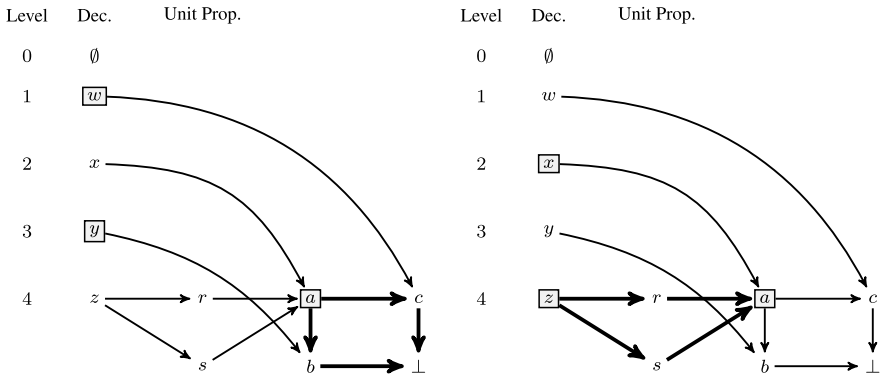 Level Dec. Unit Prop. Level Dec. Unit Prop.
0 ∅ 0 ∅
1 w 1 w
2 x 2 x
3 y 3 y
4 z r a c 4 z r a c
s b ⊥ s b ⊥